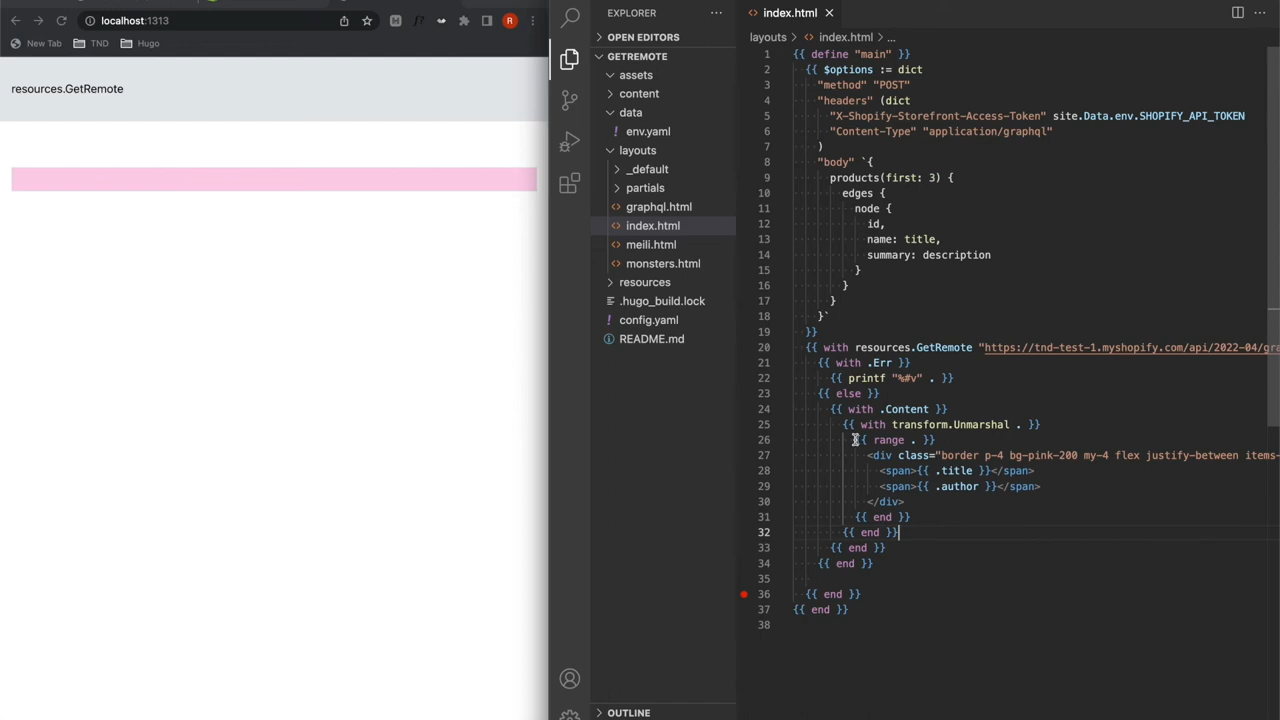 localhost:1313
New Tab
TND
Hugo
resources.GetRemote
EXPLORER
OPEN EDITORS
GETREMOTE
assets
content
data
env.yaml
layouts
_default
partials
graphql.html
index.html
meili.html
monsters.html
resources
.hugo_build.lock
config.yaml
README.md
OUTLINE
index.html
layouts > index.html > ...
1 {{ define "main" }}
2 {{ $options := dict
3 "method" "POST"
4 "headers" (dict
5 "X-Shopify-Storefront-Access-Token" site.Data.env.SHOPIFY_API_TOKEN
6 "Content-Type" "application/graphql"
7 )
8 "body" `{
9 products(first: 3) {
10 edges {
11 node {
12 id,
13 name: title,
14 summary: description
15 }
16 }
17 }
18 }`
19 }}
20 {{ with resources.GetRemote "https://tnd-test-1.myshopify.com/api/2022-04/gra
21 {{ with .Err }}
22 {{ printf "%#v" . }}
23 {{ else }}
24 {{ with .Content }}
25 {{ with transform.Unmarshal . }}
26 {{ range . }}
27 <div class="border p-4 bg-pink-200 my-4 flex justify-between items-
28 <span>{{ .title }}</span>
29 <span>{{ .author }}</span>
30 </div>
31 {{ end }}
32 {{ end }}
33 {{ end }}
34 {{ end }}
35
36 {{ end }}
37 {{ end }}
38